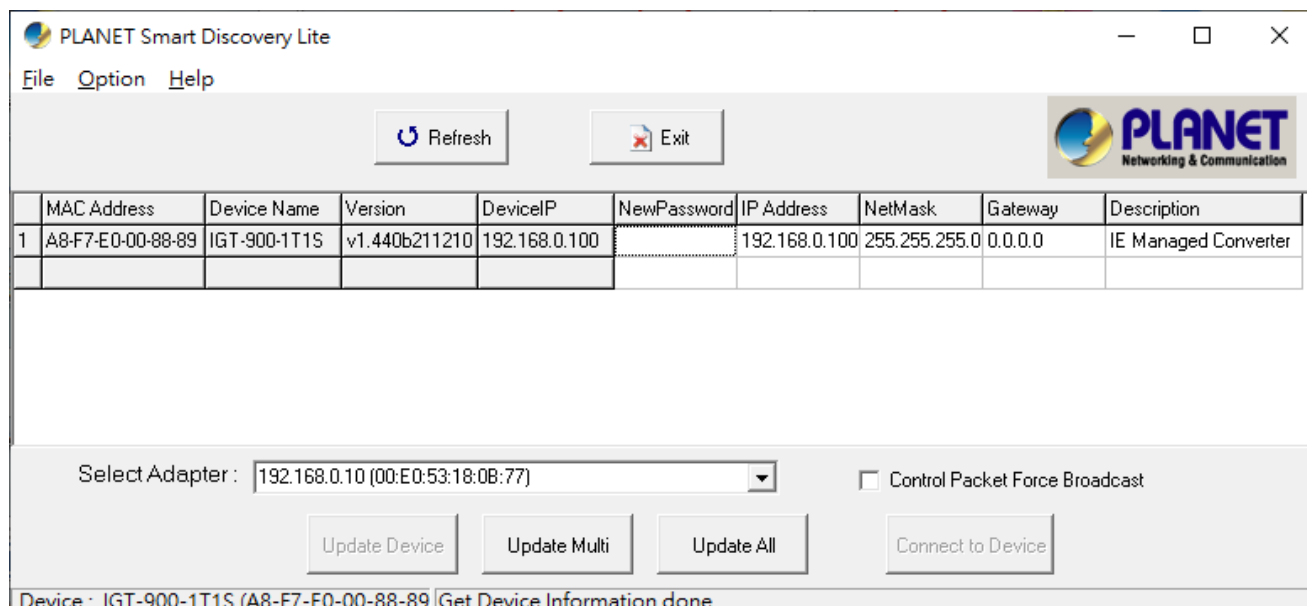 PLANET Smart Discovery Lite
File Option Help
Refresh Exit
PLANET
Networking & Communication
MAC Address Device Name Version DeviceIP NewPassword IP Address NetMask Gateway Description
1 A8-F7-E0-00-88-89 IGT-900-1T1S v1.440b211210 192.168.0.100 192.168.0.100 255.255.255.0 0.0.0.0 IE Managed Converter
Select Adapter : 192.168.0.10 (00:E0:53:18:0B:77) Control Packet Force Broadcast
Update Device Update Multi Update All Connect to Device
Device : IGT-900-1T1S (A8-F7-E0-00-88-89 Get Device Information done.